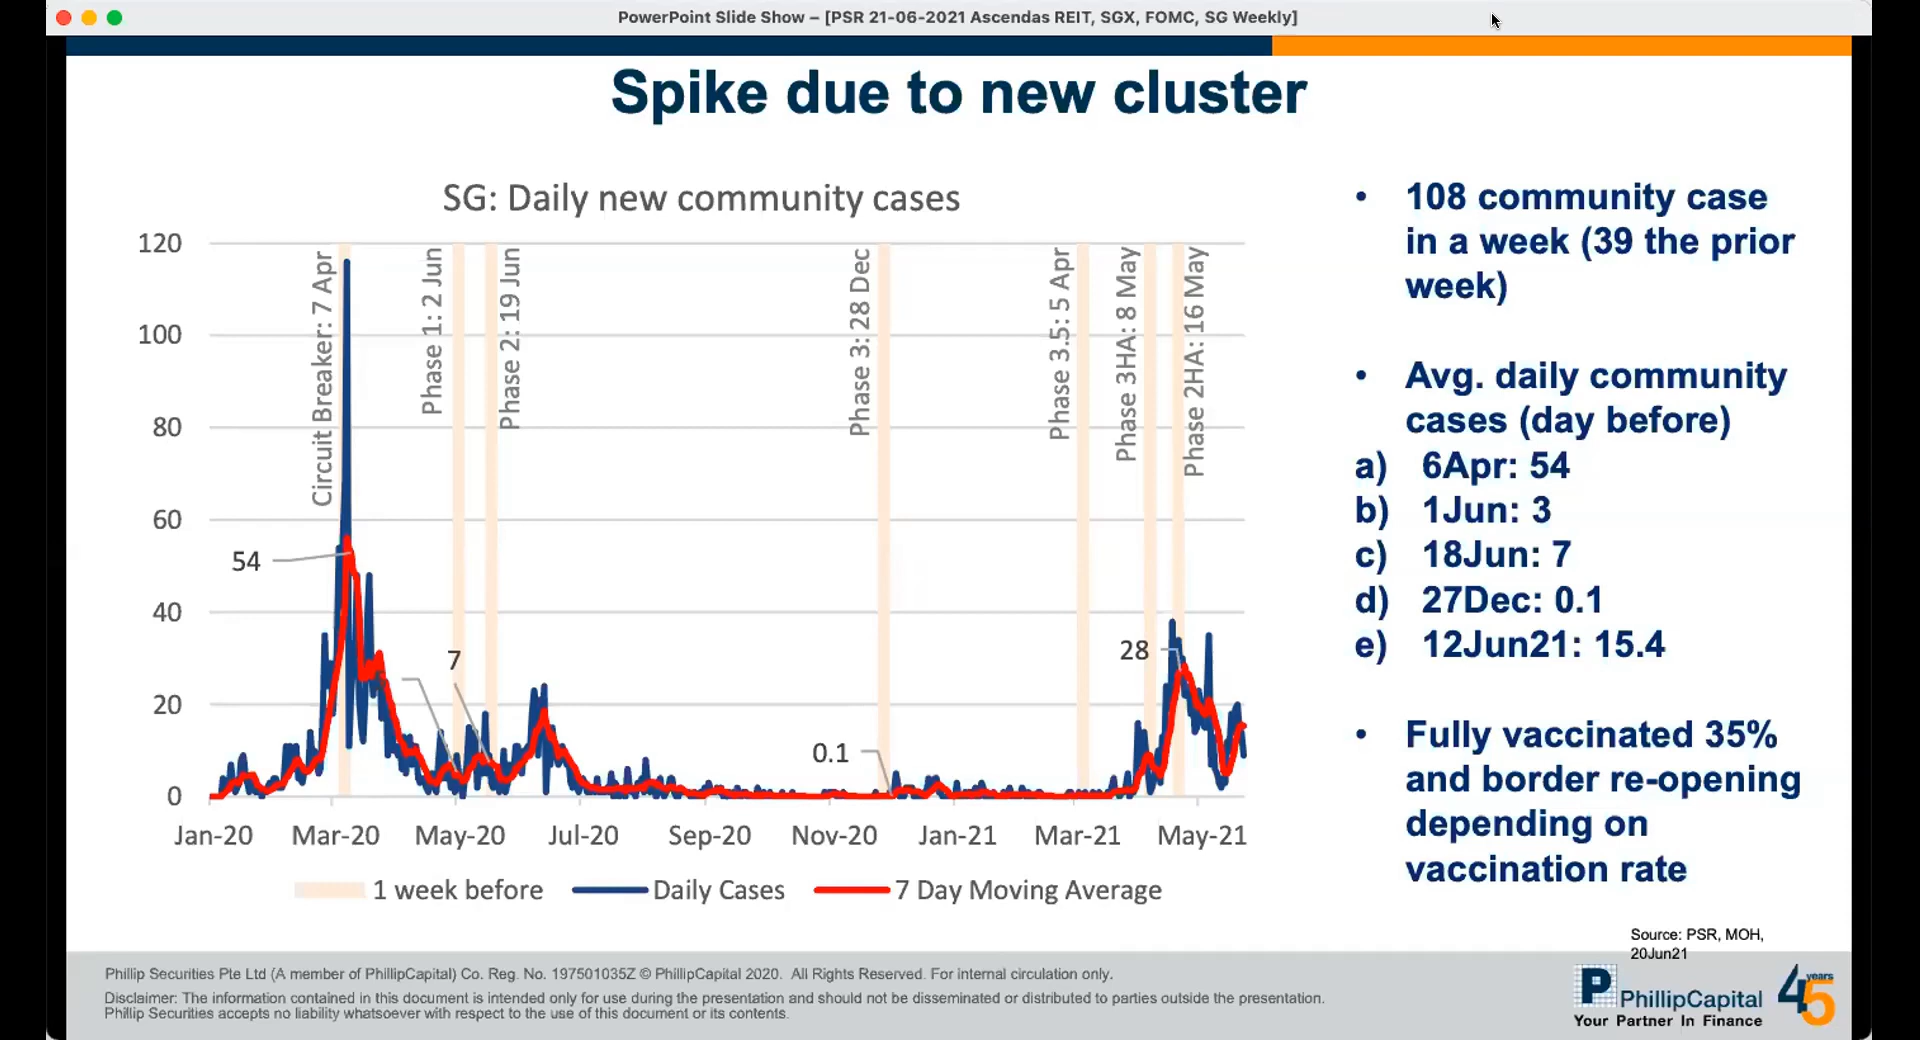 PowerPoint Slide Show – [PSR 21-06-2021 Ascendas REIT, SGX, FOMC, SG Weekly]
Spike due to new cluster
SG: Daily new community cases
120
100
80
60
40
20
0
Circuit Breaker: 7 Apr
Phase 1: 2 Jun
Phase 2: 19 Jun
Phase 3: 28 Dec
Phase 3.5: 5 Apr
Phase 3HA: 8 May
Phase 2HA: 16 May
54
7
0.1
28
Jan-20 Mar-20 May-20 Jul-20 Sep-20 Nov-20 Jan-21 Mar-21 May-21
1 week before Daily Cases 7 Day Moving Average
• 108 community case
in a week (39 the prior
week)
• Avg. daily community
cases (day before)
a) 6Apr: 54
b) 1Jun: 3
c) 18Jun: 7
d) 27Dec: 0.1
e) 12Jun21: 15.4
• Fully vaccinated 35%
and border re-opening
depending on
vaccination rate
Source: PSR, MOH,
20Jun21
Phillip Securities Pte Ltd (A member of PhillipCapital) Co. Reg. No. 197501035Z © PhillipCapital 2020. All Rights Reserved. For internal circulation only.
Disclaimer: The information contained in this document is intended only for use during the presentation and should not be disseminated or distributed to parties outside the presentation.
Phillip Securities accepts no liability whatsoever with respect to the use of this document or its contents.
P PhillipCapital
Your Partner In Finance
45 years